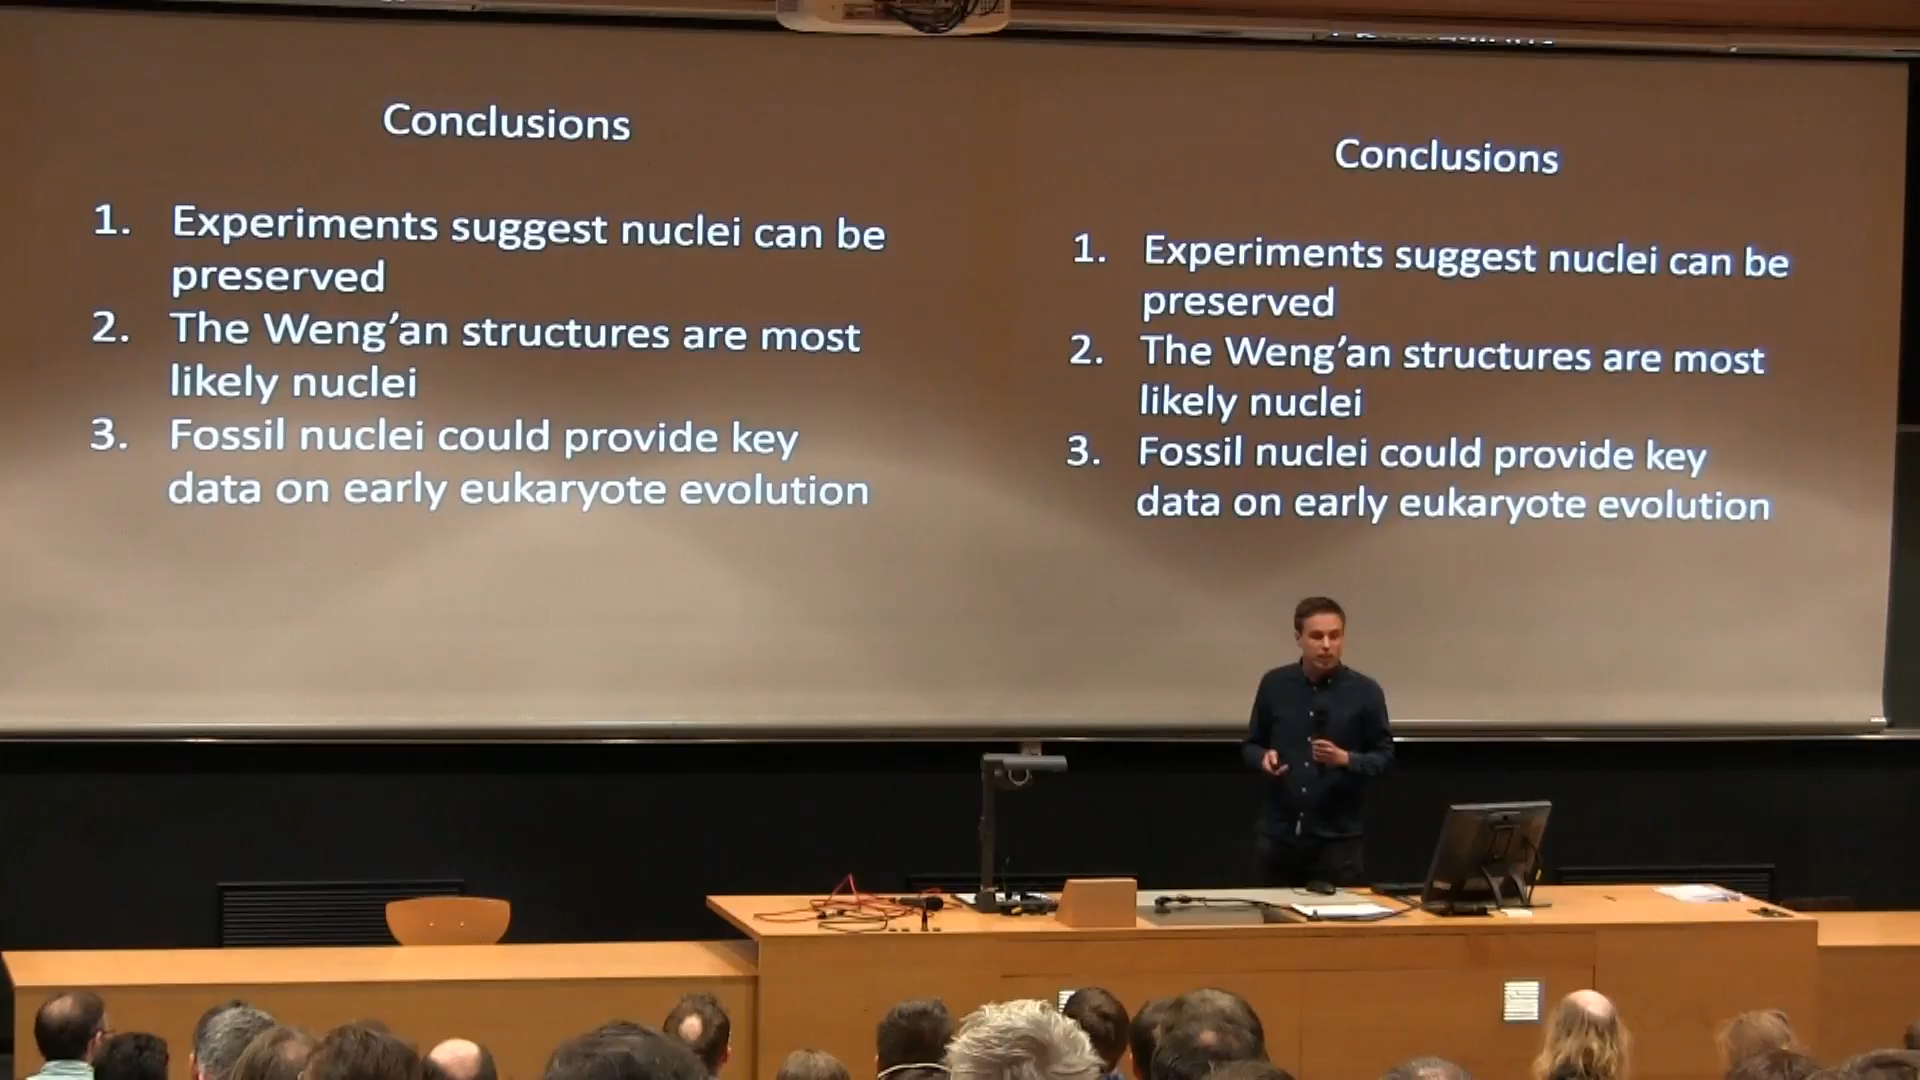 Conclusions
1. Experiments suggest nuclei can be
preserved
2. The Weng’an structures are most
likely nuclei
3. Fossil nuclei could provide key
data on early eukaryote evolution
Conclusions
1. Experiments suggest nuclei can be
preserved
2. The Weng’an structures are most
likely nuclei
3. Fossil nuclei could provide key
data on early eukaryote evolution